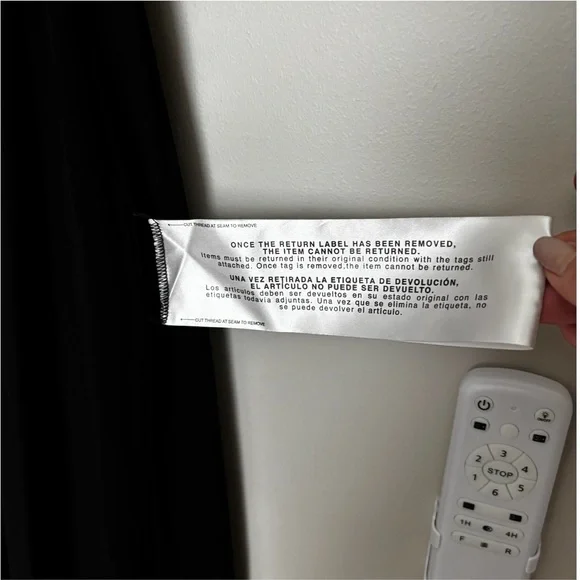 ←CUT THREAD AT SEAM TO REMOVE
ONCE THE RETURN LABEL HAS BEEN REMOVED,
THE ITEM CANNOT BE RETURNED.
Items must be returned in their original condition with the tags still
attached. Once tag is removed,the item cannot be returned.
UNA VEZ RETIRADA LA ETIQUETA DE DEVOLUCIÓN,
EL ARTÍCULO NO PUEDE SER DEVUELTO.
Los artículos deben ser devueltos en su estado original con las
etiquetas todavía adjuntas. Una vez que se elimina la etiqueta, no
se puede devolver el artículo.
←CUT THREAD AT SEAM TO REMOVE
3
2 4
STOP
1 5
6
1H 4H
F R